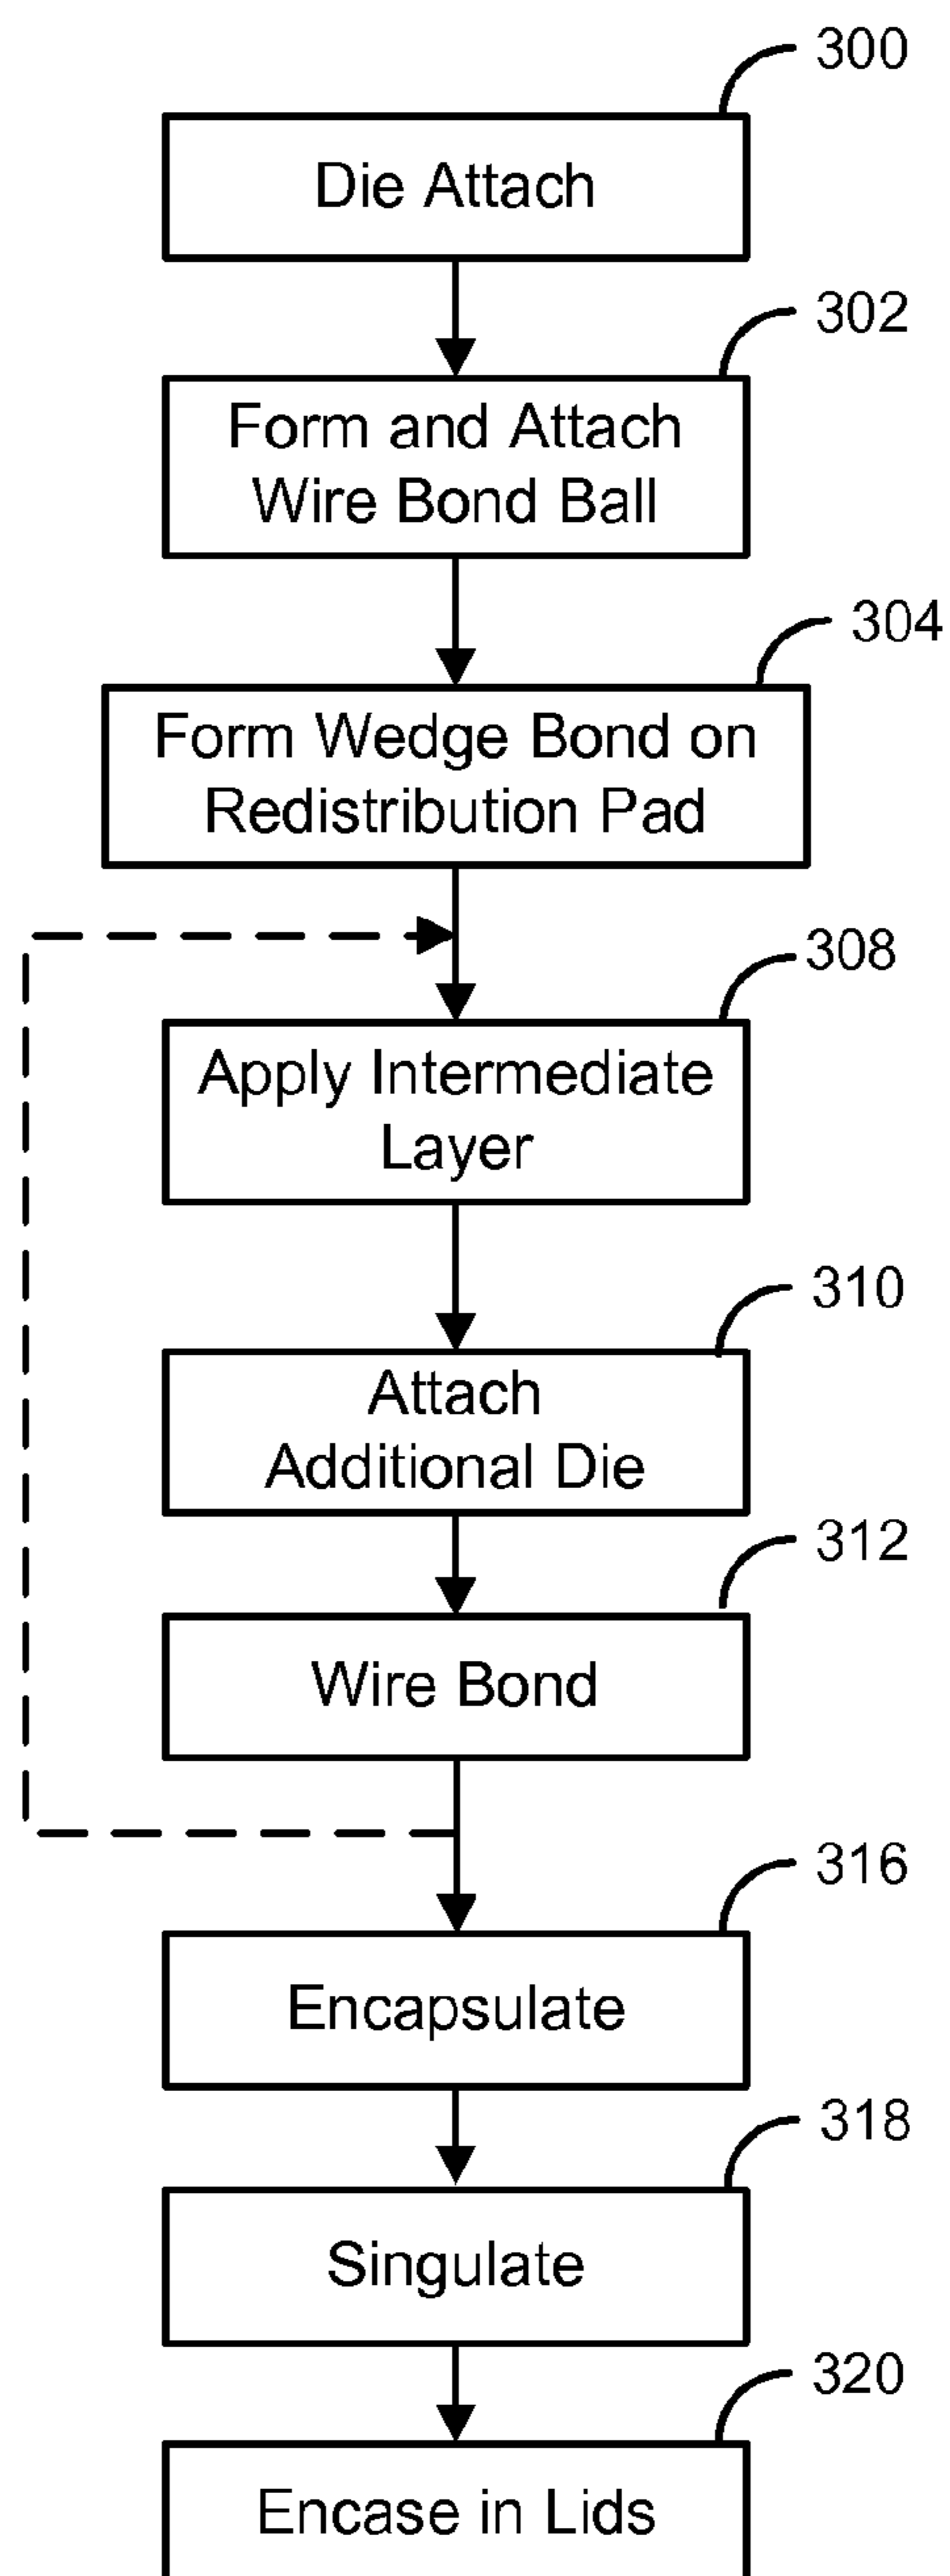 300
Die Attach
302
Form and Attach
Wire Bond Ball
304
Form Wedge Bond on
Redistribution Pad
308
Apply Intermediate
Layer
310
Attach
Additional Die
312
Wire Bond
316
Encapsulate
318
Singulate
320
Encase in Lids